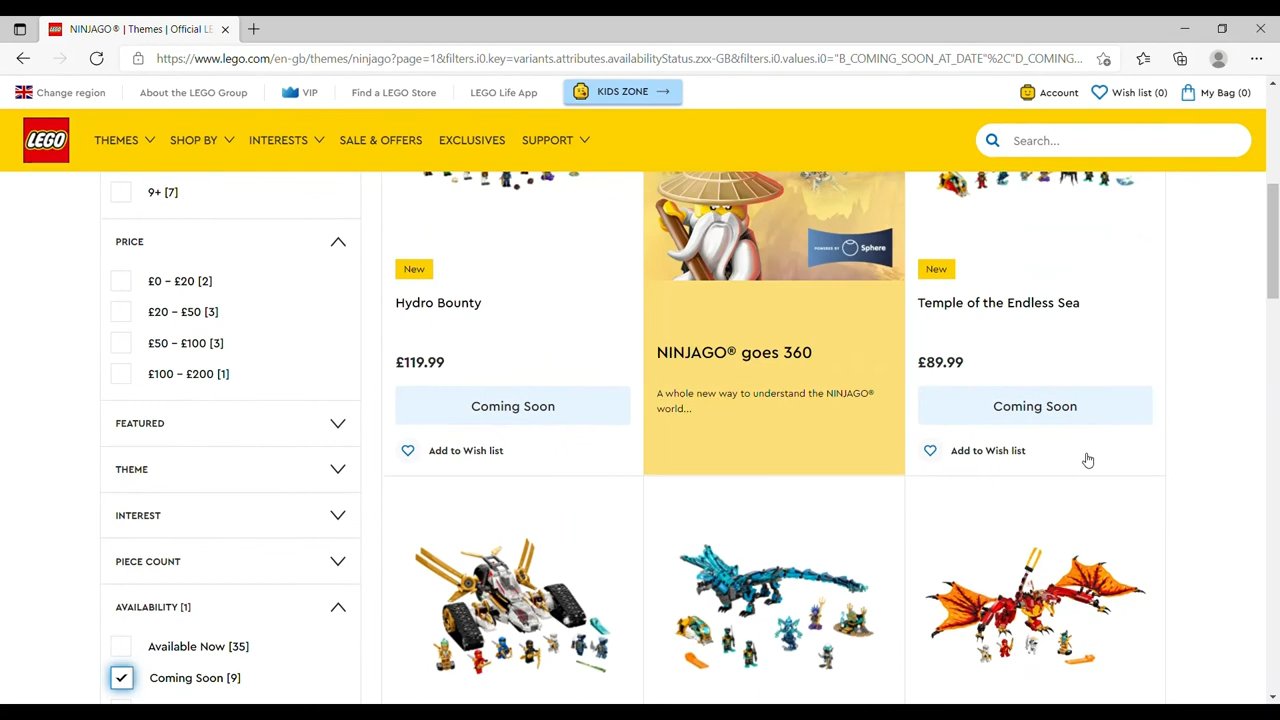 NINJAGO® | Themes | Official LE
https://www.lego.com/en-gb/themes/ninjago?page=1&filters.i0.key=variants.attributes.availabilityStatus.zxx-GB&filters.i0.values.i0="B_COMING_SOON_AT_DATE"%2C"D_COMING...
Change region
About the LEGO Group
VIP
Find a LEGO Store
LEGO Life App
KIDS ZONE
Account
Wish list (0)
My Bag (0)
LEGO
THEMES
SHOP BY
INTERESTS
SALE & OFFERS
EXCLUSIVES
SUPPORT
Search...
9+ [7]
PRICE
£0 – £20 [2]
£20 – £50 [3]
£50 – £100 [3]
£100 – £200 [1]
FEATURED
THEME
INTEREST
PIECE COUNT
AVAILABILITY [1]
Available Now [35]
Coming Soon [9]
New
Hydro Bounty
£119.99
Coming Soon
Add to Wish list
POWERED BY Sphere
NINJAGO® goes 360
A whole new way to understand the NINJAGO®
world...
New
Temple of the Endless Sea
£89.99
Coming Soon
Add to Wish list